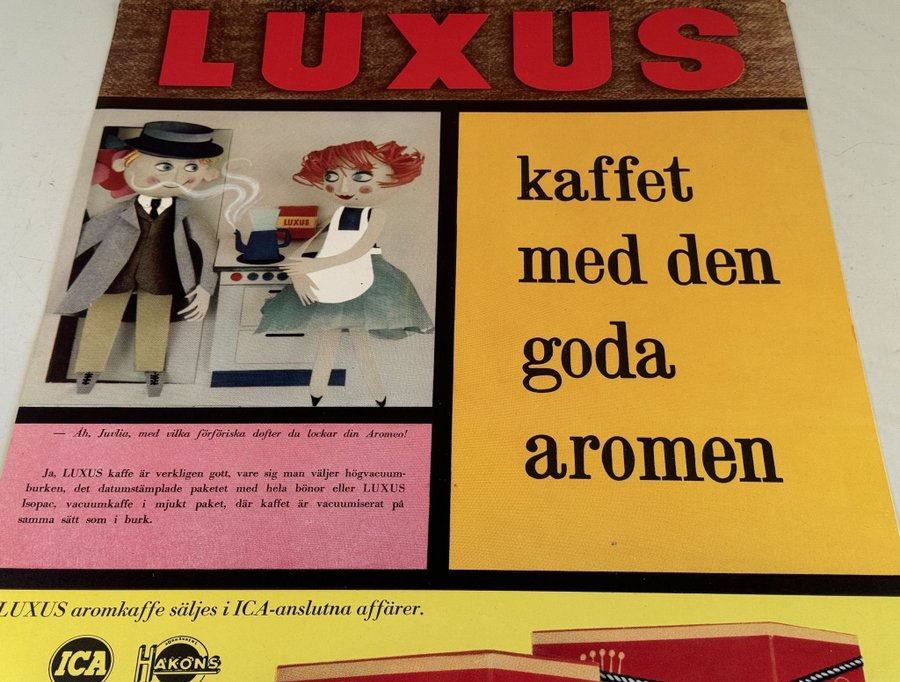 LUXUS
LUXUS
kaffet
med den
goda
aromen
— Åh, Juvlia, med vilka förföriska dofter du lockar din Aromeo!
Ja, LUXUS kaffe är verkligen gott, vare sig man väljer högvacuum-
burken, det datumstämplade paketet med hela bönor eller LUXUS
Isopac, vacuumkaffe i mjukt paket, där kaffet är vacuumiserat på
samma sätt som i burk.
LUXUS aromkaffe säljes i ICA-anslutna affärer.
ICA
HAKONS